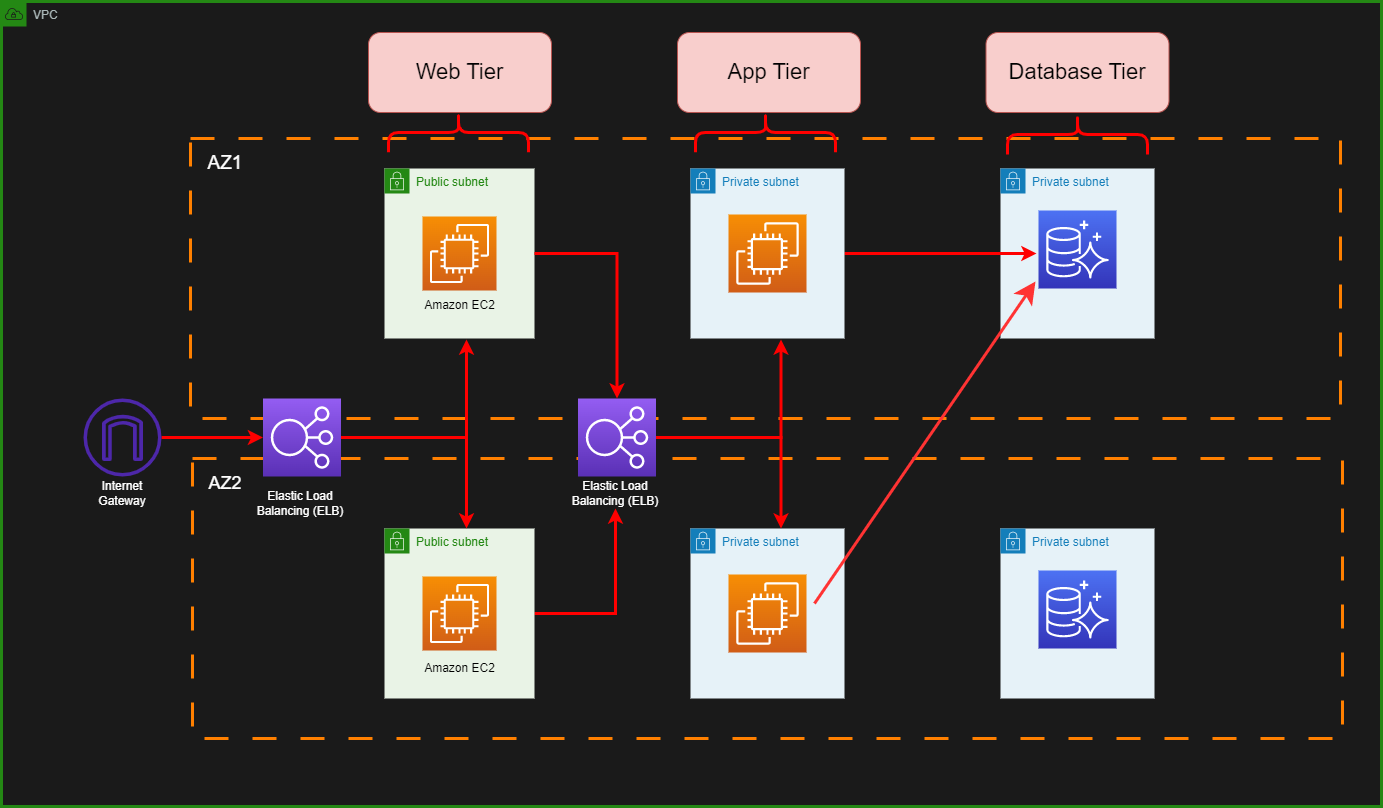 VPC
Web Tier
App Tier
Database Tier
AZ1
Public subnet
Private subnet
Private subnet
Amazon EC2
Internet
Gateway
AZ2
Elastic Load
Balancing (ELB)
Elastic Load
Balancing (ELB)
Public subnet
Private subnet
Private subnet
Amazon EC2